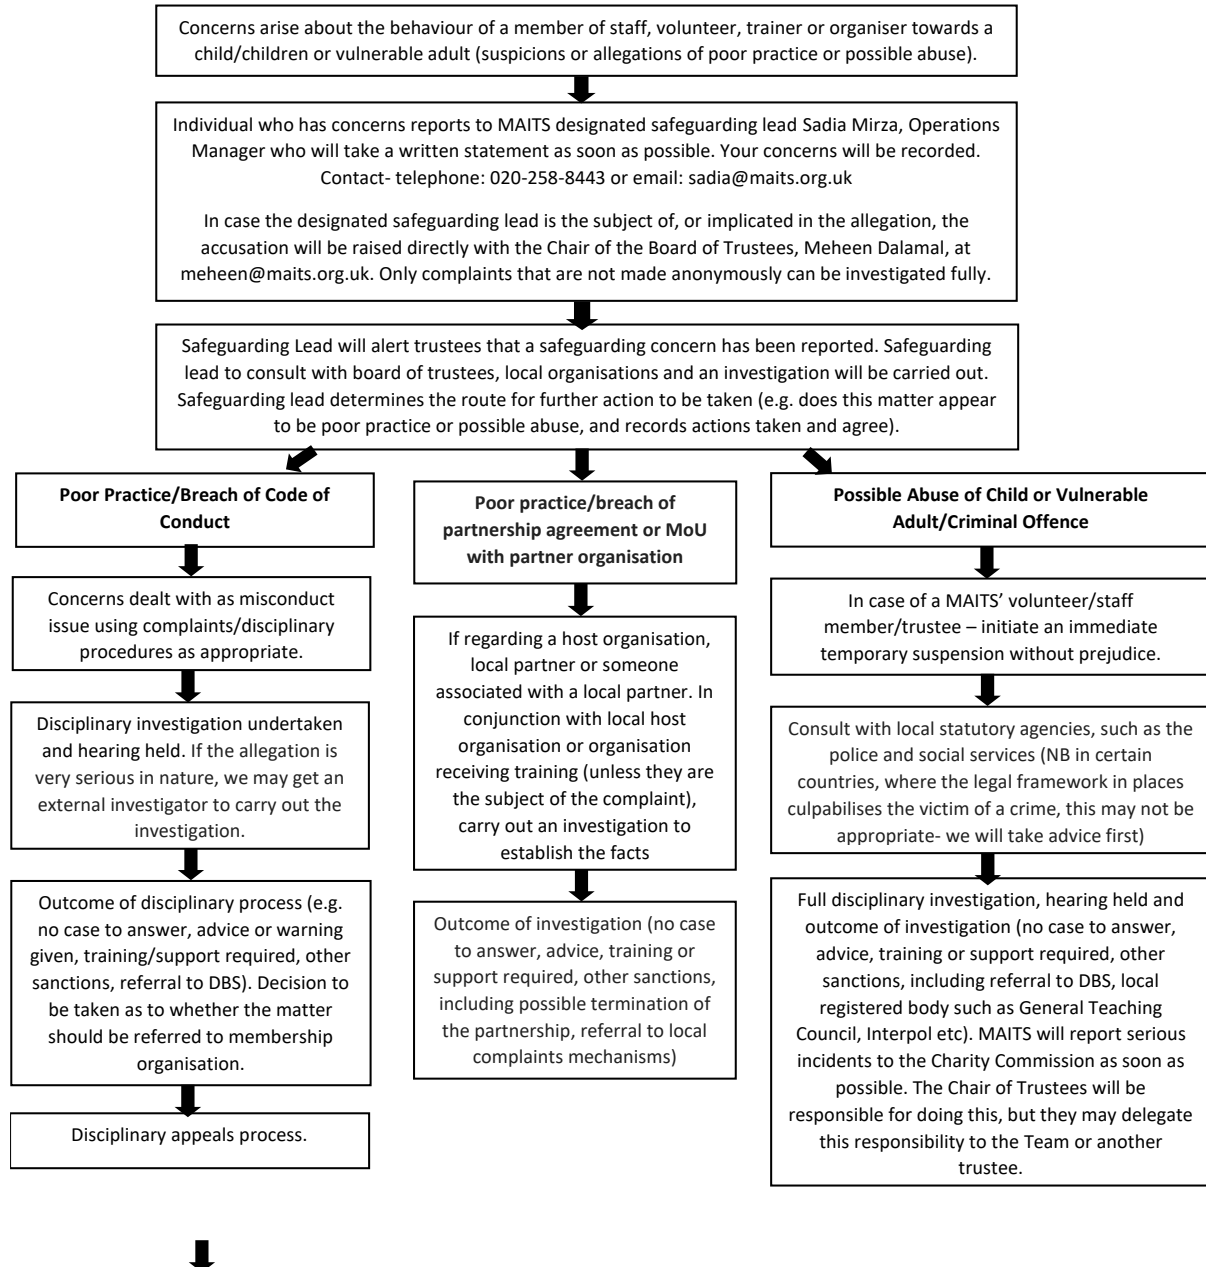 Concerns arise about the behaviour of a member of staff, volunteer, trainer or organiser towards a
child/children or vulnerable adult (suspicions or allegations of poor practice or possible abuse).
Individual who has concerns reports to MAITS designated safeguarding lead Sadia Mirza, Operations
Manager who will take a written statement as soon as possible. Your concerns will be recorded.
Contact- telephone: 020-258-8443 or email: sadia@maits.org.uk
In case the designated safeguarding lead is the subject of, or implicated in the allegation, the
accusation will be raised directly with the Chair of the Board of Trustees, Meheen Dalamal, at
meheen@maits.org.uk. Only complaints that are not made anonymously can be investigated fully.
Safeguarding Lead will alert trustees that a safeguarding concern has been reported. Safeguarding
lead to consult with board of trustees, local organisations and an investigation will be carried out.
Safeguarding lead determines the route for further action to be taken (e.g. does this matter appear
to be poor practice or possible abuse, and records actions taken and agree).
Poor Practice/Breach of Code of
Conduct
Concerns dealt with as misconduct
issue using complaints/disciplinary
procedures as appropriate.
Disciplinary investigation undertaken
and hearing held. If the allegation is
very serious in nature, we may get an
external investigator to carry out the
investigation.
Outcome of disciplinary process (e.g.
no case to answer, advice or warning
given, training/support required, other
sanctions, referral to DBS). Decision to
be taken as to whether the matter
should be referred to membership
organisation.
Disciplinary appeals process.
Poor practice/breach of
partnership agreement or MoU
with partner organisation
If regarding a host organisation,
local partner or someone
associated with a local partner. In
conjunction with local host
organisation or organisation
receiving training (unless they are
the subject of the complaint),
carry out an investigation to
establish the facts
Outcome of investigation (no case
to answer, advice, training or
support required, other sanctions,
including possible termination of
the partnership, referral to local
complaints mechanisms)
Possible Abuse of Child or Vulnerable
Adult/Criminal Offence
In case of a MAITS’ volunteer/staff
member/trustee – initiate an immediate
temporary suspension without prejudice.
Consult with local statutory agencies, such as the
police and social services (NB in certain
countries, where the legal framework in places
culpabilises the victim of a crime, this may not be
appropriate- we will take advice first)
Full disciplinary investigation, hearing held and
outcome of investigation (no case to answer,
advice, training or support required, other
sanctions, including referral to DBS, local
registered body such as General Teaching
Council, Interpol etc). MAITS will report serious
incidents to the Charity Commission as soon as
possible. The Chair of Trustees will be
responsible for doing this, but they may delegate
this responsibility to the Team or another
trustee.